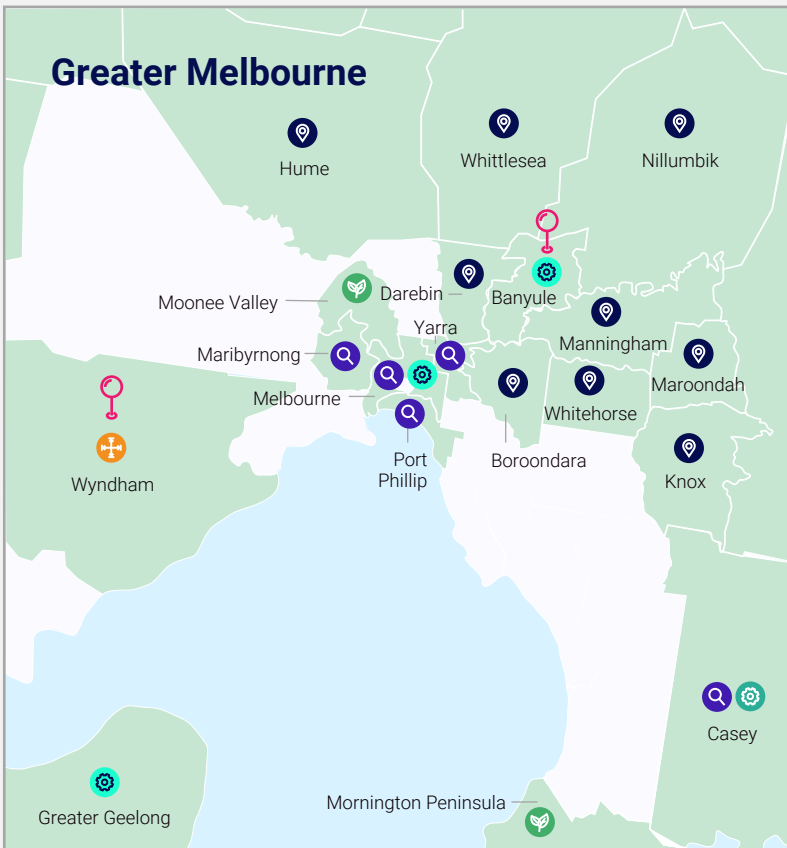 Greater Melbourne
Hume
Whittlesea
Nillumbik
Moonee Valley
Darebin
Banyule
Yarra
Manningham
Maribyrnong
Maroondah
Melbourne
Whitehorse
Port
Phillip
Boroondara
Knox
Wyndham
Casey
Mornington Peninsula
Greater Geelong